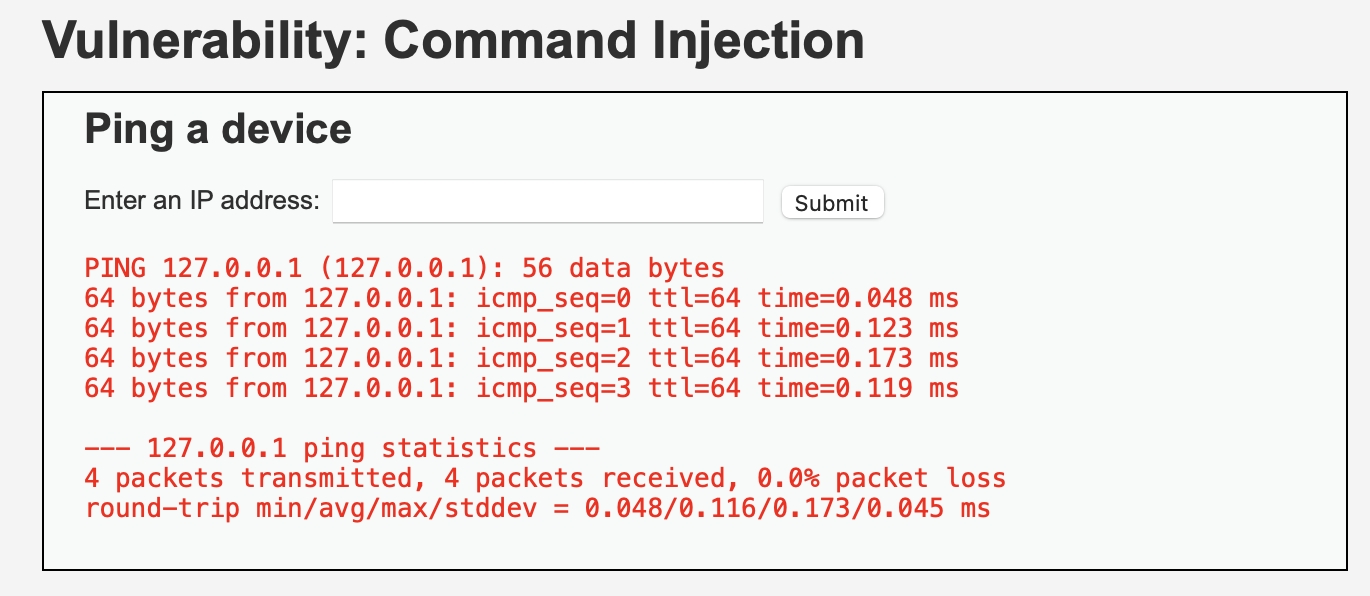 Vulnerability: Command Injection
Ping a device
Enter an IP address: Submit
PING 127.0.0.1 (127.0.0.1): 56 data bytes
64 bytes from 127.0.0.1: icmp_seq=0 ttl=64 time=0.048 ms
64 bytes from 127.0.0.1: icmp_seq=1 ttl=64 time=0.123 ms
64 bytes from 127.0.0.1: icmp_seq=2 ttl=64 time=0.173 ms
64 bytes from 127.0.0.1: icmp_seq=3 ttl=64 time=0.119 ms
--- 127.0.0.1 ping statistics ---
4 packets transmitted, 4 packets received, 0.0% packet loss
round-trip min/avg/max/stddev = 0.048/0.116/0.173/0.045 ms